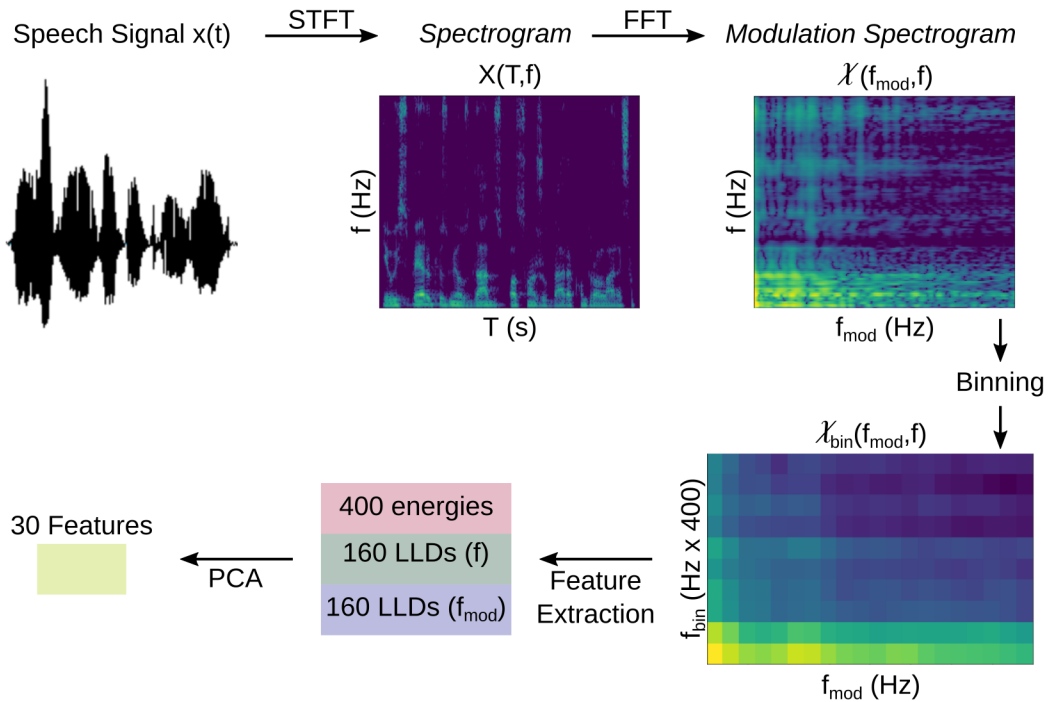 Speech Signal x(t)
STFT
Spectrogram
FFT
Modulation Spectrogram
X(T,f)
f (Hz)
T (s)
χ(fmod,f)
f (Hz)
fmod (Hz)
Binning
χbin(fmod,f)
fbin (Hz x 400)
fmod (Hz)
Feature
Extraction
400 energies
160 LLDs (f)
160 LLDs (fmod)
PCA
30 Features